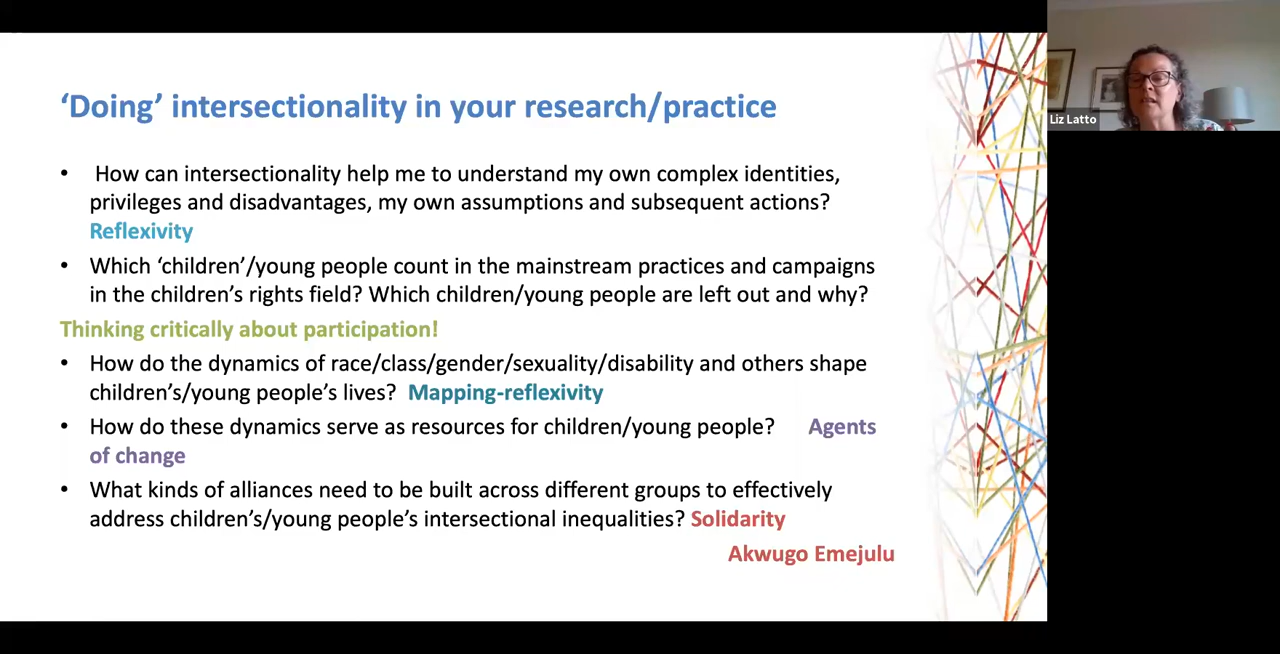 ‘Doing’ intersectionality in your research/practice
• How can intersectionality help me to understand my own complex identities,
privileges and disadvantages, my own assumptions and subsequent actions?
Reflexivity
• Which ‘children’/young people count in the mainstream practices and campaigns
in the children’s rights field? Which children/young people are left out and why?
Thinking critically about participation!
• How do the dynamics of race/class/gender/sexuality/disability and others shape
children’s/young people’s lives? Mapping-reflexivity
• How do these dynamics serve as resources for children/young people? Agents
of change
• What kinds of alliances need to be built across different groups to effectively
address children’s/young people’s intersectional inequalities? Solidarity
Akwugo Emejulu
Liz Latto